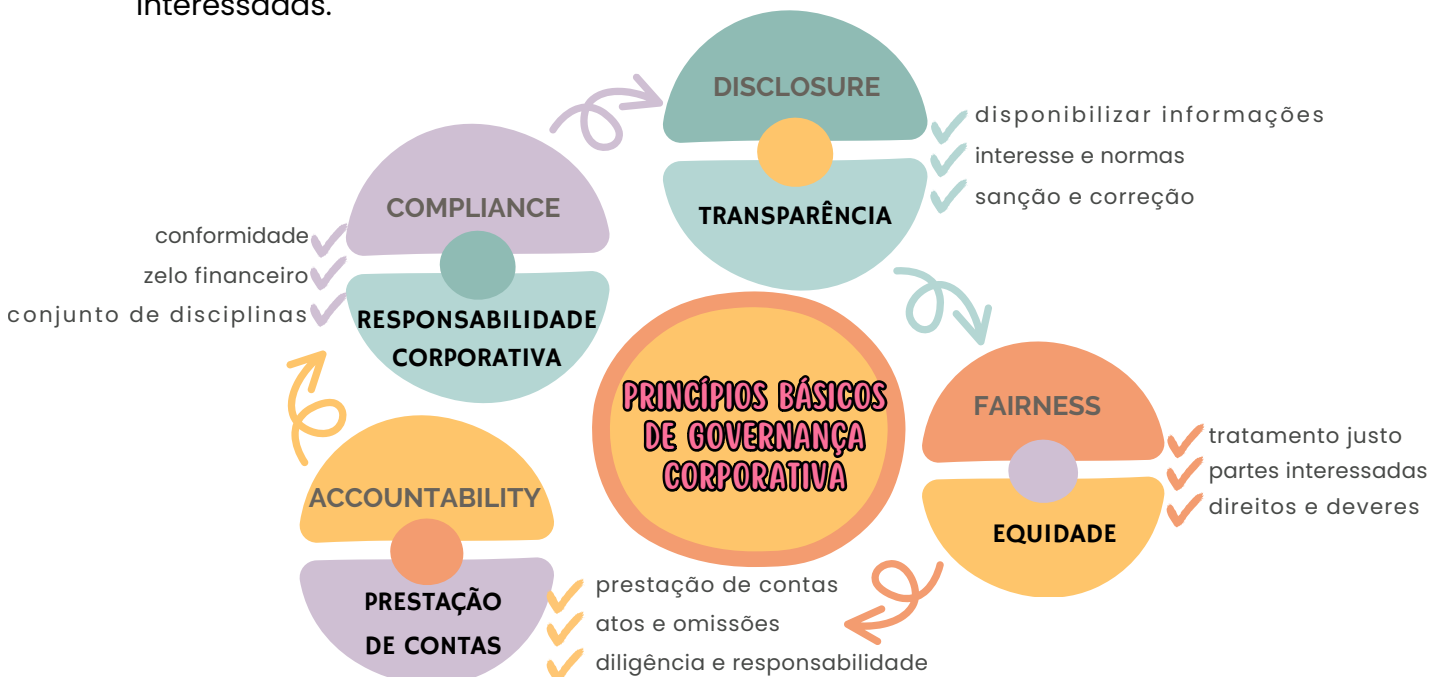 interessadas.
DISCLOSURE
TRANSPARÊNCIA
disponibilizar informações
interesse e normas
sanção e correção
COMPLIANCE
RESPONSABILIDADE
CORPORATIVA
conformidade
zelo financeiro
conjunto de disciplinas
PRINCÍPIOS BÁSICOS
DE GOVERNANÇA
CORPORATIVA
FAIRNESS
EQUIDADE
tratamento justo
partes interessadas
direitos e deveres
ACCOUNTABILITY
PRESTAÇÃO
DE CONTAS
prestação de contas
atos e omissões
diligência e responsabilidade